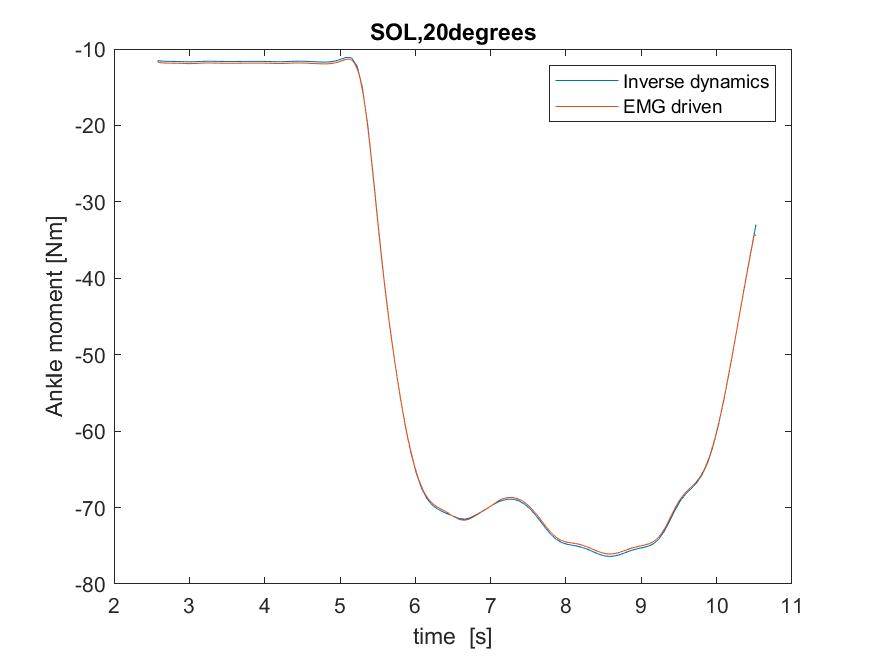 SOL,20degrees
Inverse dynamics
EMG driven
-10
-20
-30
-40
-50
-60
-70
-80
Ankle moment [Nm]
2 3 4 5 6 7 8 9 10 11
time [s]